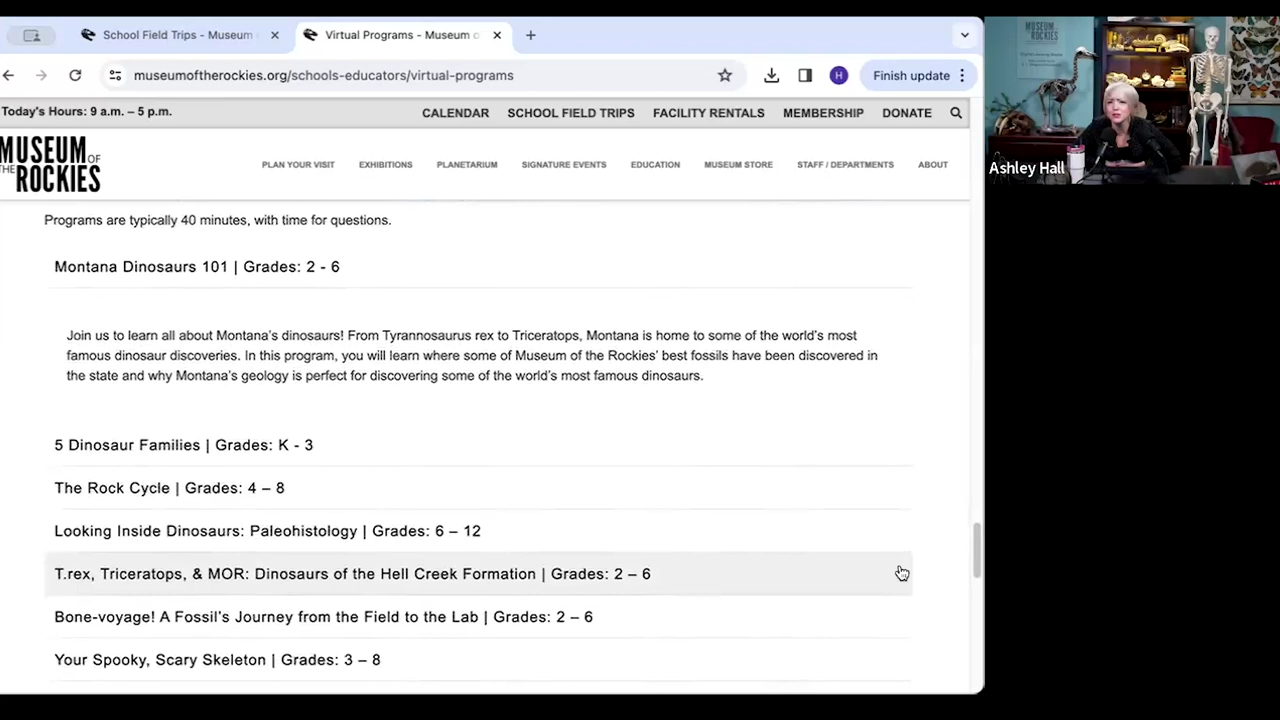 School Field Trips - Museum
Virtual Programs - Museum o
museumoftherockies.org/schools-educators/virtual-programs
H
Finish update
Today's Hours: 9 a.m. – 5 p.m.
CALENDAR
SCHOOL FIELD TRIPS
FACILITY RENTALS
MEMBERSHIP
DONATE
MUSEUM OF
THE ROCKIES
PLAN YOUR VISIT
EXHIBITIONS
PLANETARIUM
SIGNATURE EVENTS
EDUCATION
MUSEUM STORE
STAFF / DEPARTMENTS
ABOUT
Programs are typically 40 minutes, with time for questions.
Montana Dinosaurs 101 | Grades: 2 - 6
Join us to learn all about Montana's dinosaurs! From Tyrannosaurus rex to Triceratops, Montana is home to some of the world's most
famous dinosaur discoveries. In this program, you will learn where some of Museum of the Rockies' best fossils have been discovered in
the state and why Montana's geology is perfect for discovering some of the world's most famous dinosaurs.
5 Dinosaur Families | Grades: K - 3
The Rock Cycle | Grades: 4 – 8
Looking Inside Dinosaurs: Paleohistology | Grades: 6 – 12
T.rex, Triceratops, & MOR: Dinosaurs of the Hell Creek Formation | Grades: 2 – 6
Bone-voyage! A Fossil's Journey from the Field to the Lab | Grades: 2 – 6
Your Spooky, Scary Skeleton | Grades: 3 – 8
MUSEUM
ROCKIES
Ashley Hall